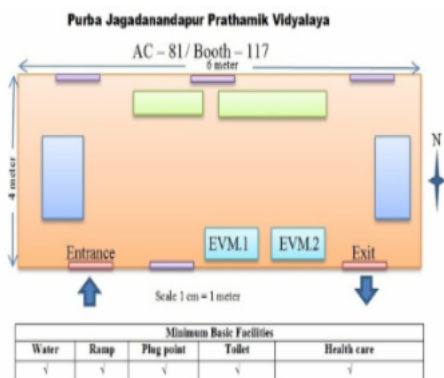 Purba Jagadanandapur Prathamik Vidyalaya
AC – 81/ Booth – 117
6 meter
4 meter
N
EVM.1 EVM.2
Entrance Exit
Scale 1 cm = 1 meter
Minimum Basic Facilities
Water Ramp Plug point Toilet Health care
√ √ √ √ √